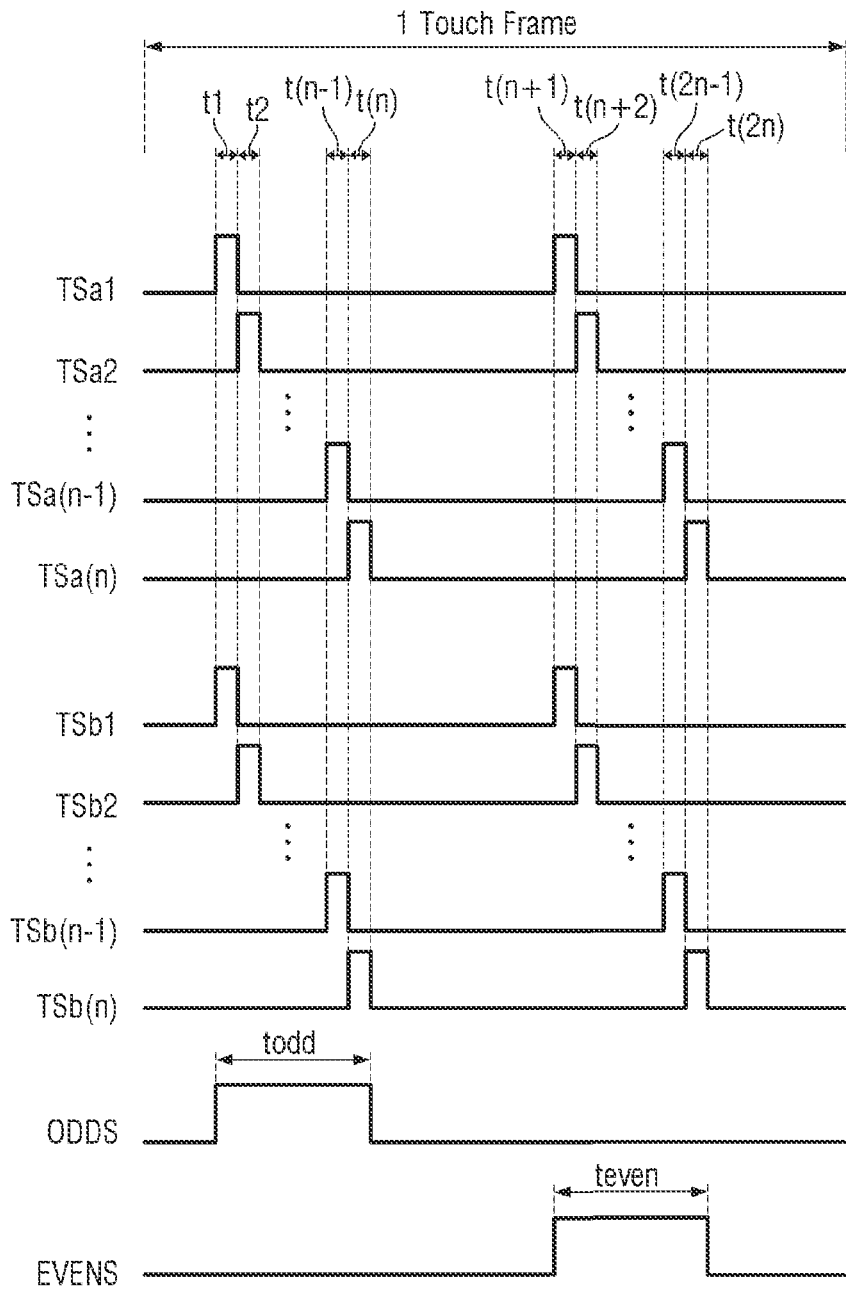 1 Touch Frame
t1 t2 t(n-1) t(n) t(n+1) t(n+2) t(2n-1) t(2n)
TSa1
TSa2
TSa(n-1)
TSa(n)
TSb1
TSb2
TSb(n-1)
TSb(n)
todd
ODDS
teven
EVENS